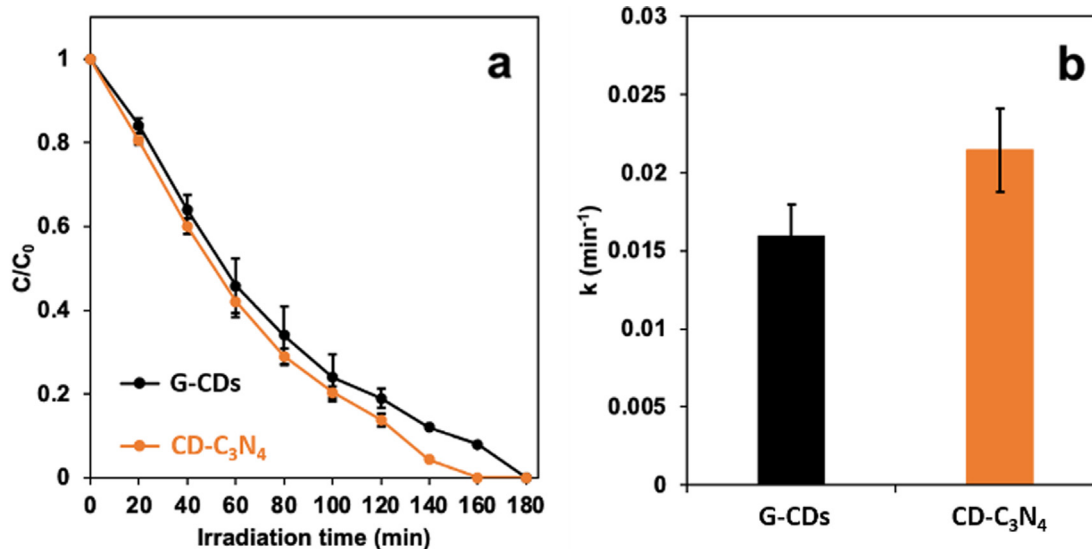 a
1
0.8
0.6
0.4
0.2
0
C/C₀
G-CDs
CD-C₃N₄
0 20 40 60 80 100 120 140 160 180
Irradiation time (min)
b
0.03
0.025
0.02
0.015
0.01
0.005
0
k (min⁻¹)
G-CDs CD-C₃N₄